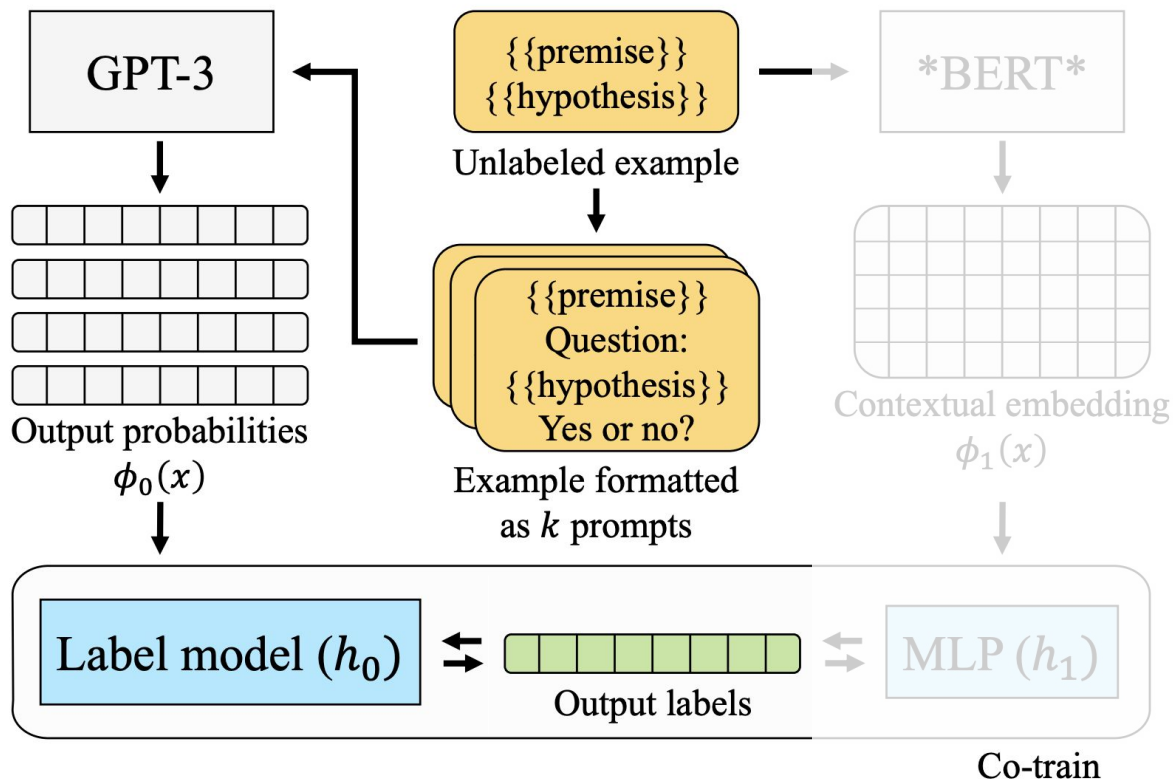 GPT-3
{{premise}}
{{hypothesis}}
*BERT*
Unlabeled example
{{premise}}
Question:
{{hypothesis}}
Yes or no?
Output probabilities
ϕ₀(x)
Contextual embedding
ϕ₁(x)
Example formatted
as k prompts
Label model (h₀)
Output labels
MLP (h₁)
Co-train